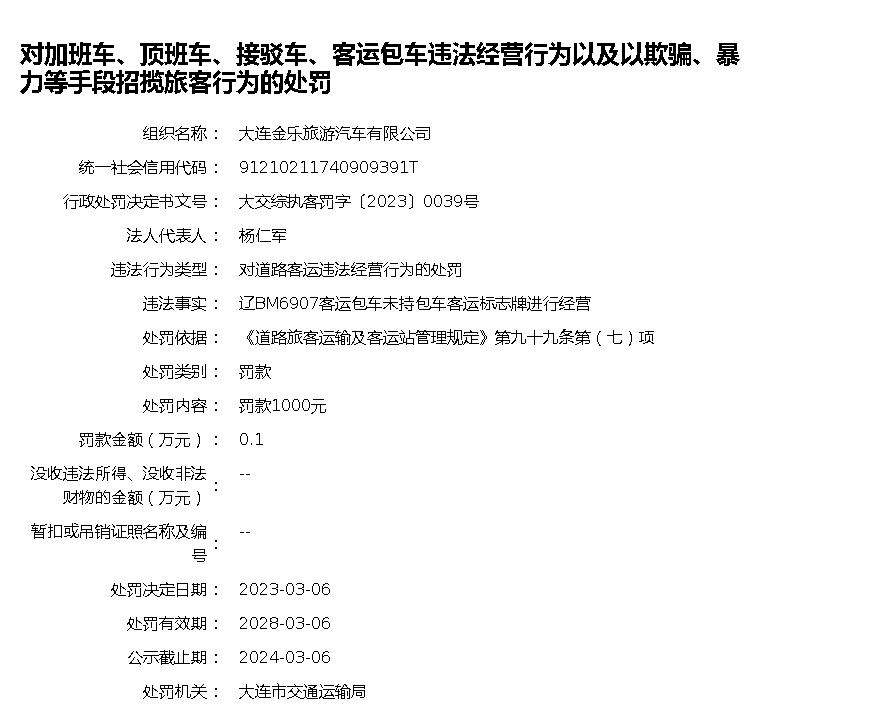 对加班车、顶班车、接驳车、客运包车违法经营行为以及以欺骗、暴
力等手段招揽旅客行为的处罚
组织名称： 大连金乐旅游汽车有限公司
统一社会信用代码： 91210211740909391T
行政处罚决定书文号： 大交综执客罚字〔2023〕0039号
法人代表人： 杨仁军
违法行为类型： 对道路客运违法经营行为的处罚
违法事实： 辽BM6907客运包车未持包车客运标志牌进行经营
处罚依据： 《道路旅客运输及客运站管理规定》第九十九条第（七）项
处罚类别： 罚款
处罚内容： 罚款1000元
罚款金额（万元）： 0.1
没收违法所得、没收非法
财物的金额（万元）： --
暂扣或吊销证照名称及编
号： --
处罚决定日期： 2023-03-06
处罚有效期： 2028-03-06
公示截止期： 2024-03-06
处罚机关： 大连市交通运输局